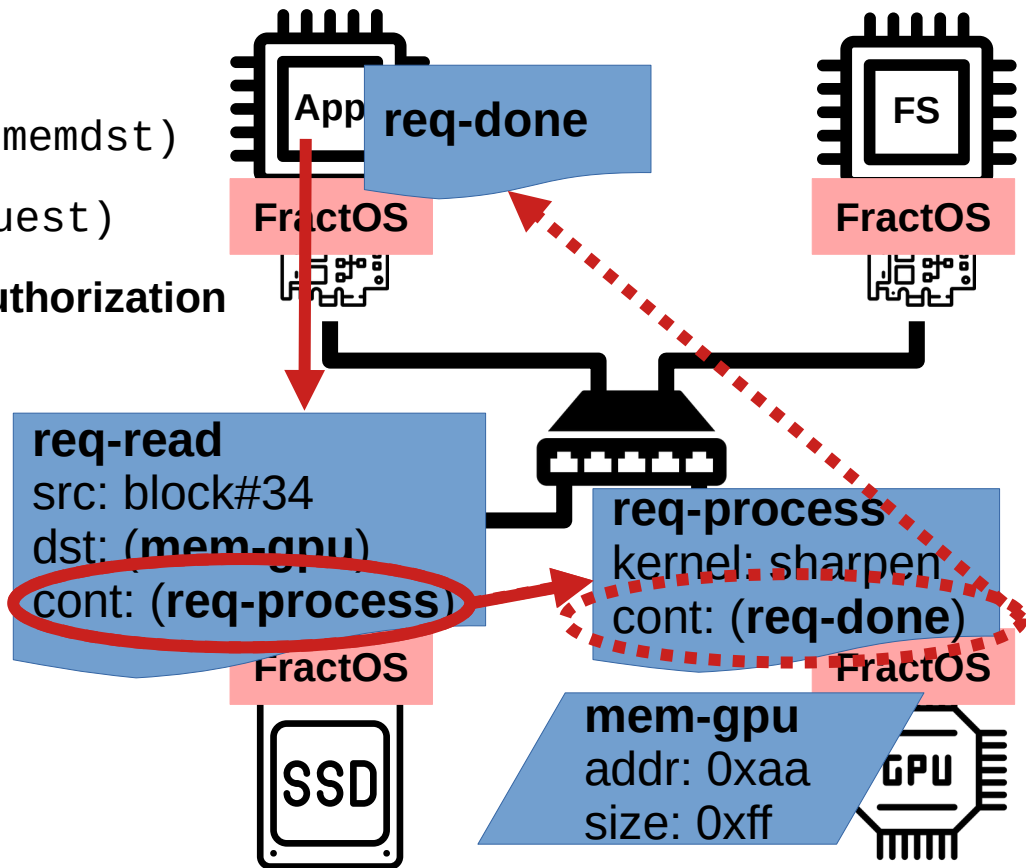 App
req-done
FS
memdst)
FractOS
uest)
FractOS
uthorization
req-read
src: block#34
dst: (mem-gpu)
cont: (req-process)
req-process
kernel: sharpen
cont: (req-done)
FractOS
FractOS
mem-gpu
addr: 0xaa
size: 0xff
SSD
GPU